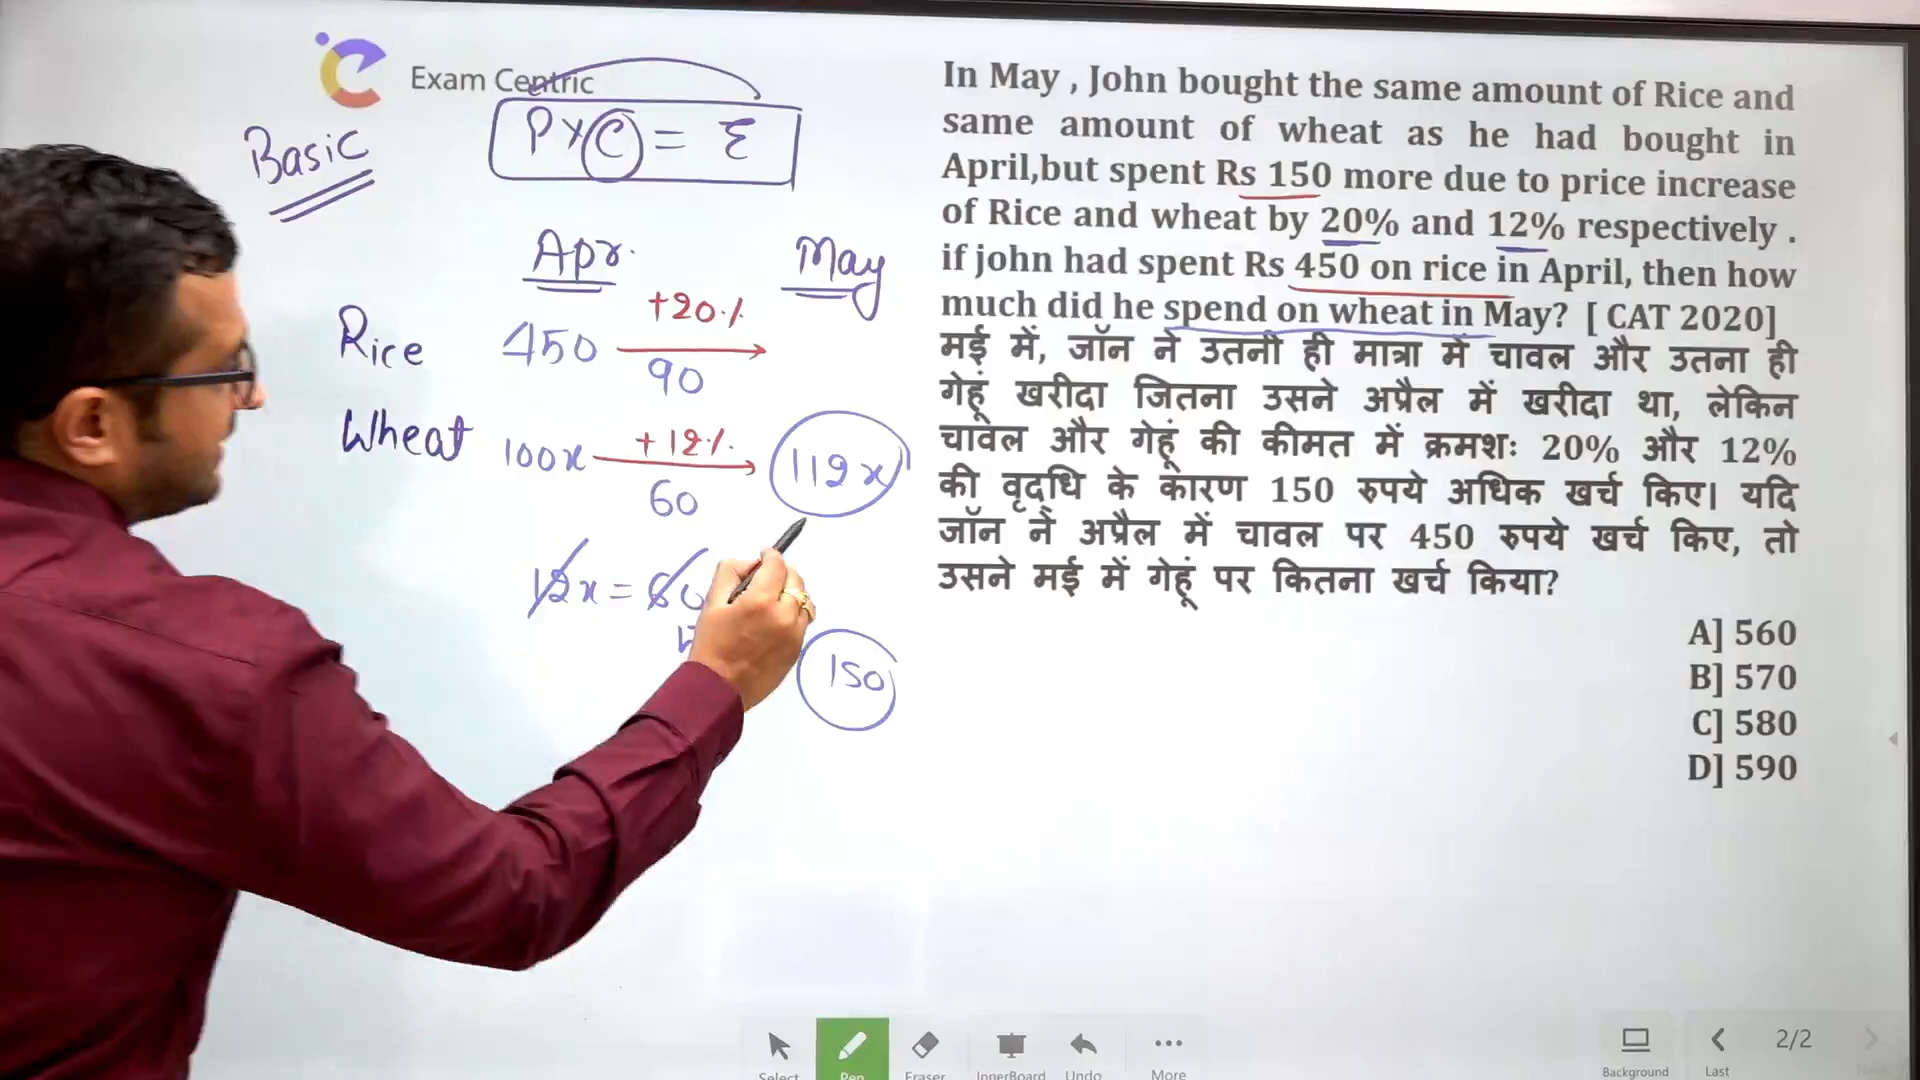 Exam Centric
Basic
P × C = E
Apr.
May
Rice
450
+20%
90
Wheat
100x
+12%
60
112x
12x = 60
150
In May , John bought the same amount of Rice and
same amount of wheat as he had bought in
April,but spent Rs 150 more due to price increase
of Rice and wheat by 20% and 12% respectively .
if john had spent Rs 450 on rice in April, then how
much did he spend on wheat in May? [ CAT 2020]
मई में, जॉन ने उतनी ही मात्रा में चावल और उतना ही
गेहूं खरीदा जितना उसने अप्रैल में खरीदा था, लेकिन
चावल और गेहूं की कीमत में क्रमशः 20% और 12%
की वृद्धि के कारण 150 रुपये अधिक खर्च किए। यदि
जॉन ने अप्रैल में चावल पर 450 रुपये खर्च किए, तो
उसने मई में गेहूं पर कितना खर्च किया?
A] 560
B] 570
C] 580
D] 590
Select
Pen
Eraser
InnerBoard
Undo
More
Background
Last
2/2